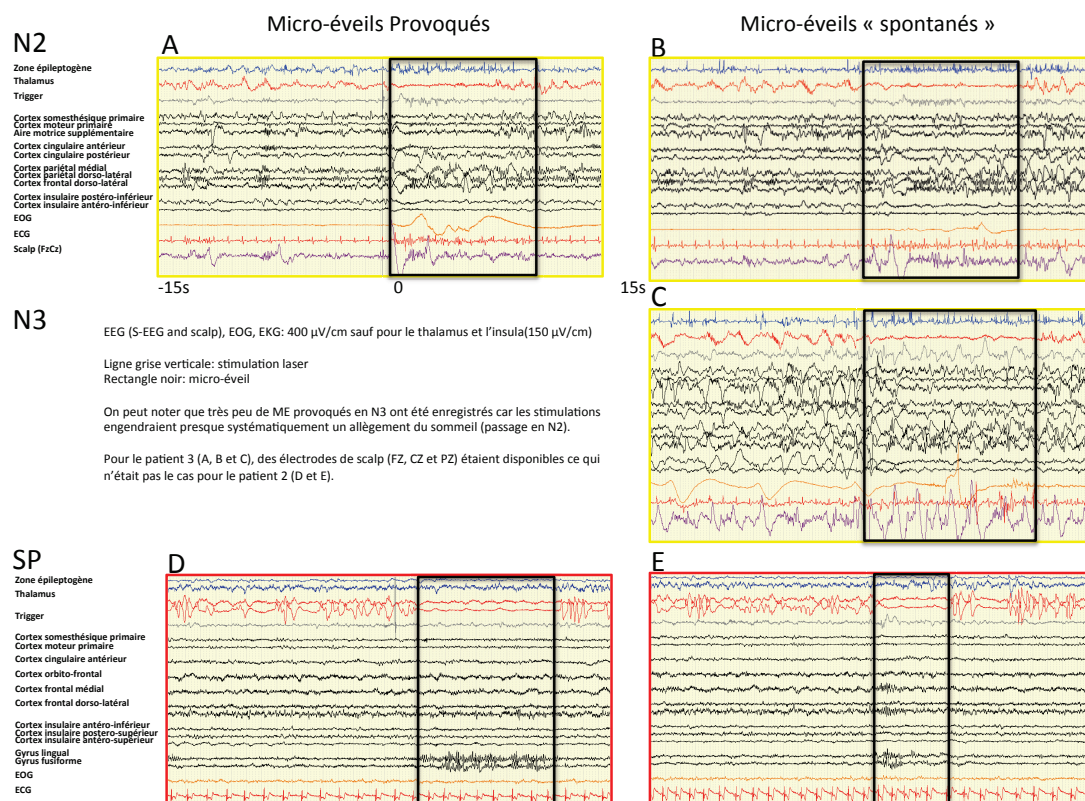 Micro-éveils Provoqués
Micro-éveils « spontanés »
N2
A
B
Zone épileptogène
Thalamus
Trigger
Cortex somesthésique primaire
Cortex moteur primaire
Aire motrice supplémentaire
Cortex cingulaire antérieur
Cortex cingulaire postérieur
Cortex pariétal médial
Cortex pariétal dorso-latéral
Cortex frontal dorso-latéral
Cortex insulaire postéro-inférieur
Cortex insulaire antéro-inférieur
EOG
ECG
Scalp (FzCz)
-15s
0
15s
N3
C
EEG (S-EEG and scalp), EOG, EKG: 400 µV/cm sauf pour le thalamus et l’insula(150 µV/cm)
Ligne grise verticale: stimulation laser
Rectangle noir: micro-éveil
On peut noter que très peu de ME provoqués en N3 ont été enregistrés car les stimulations
engendraient presque systématiquement un allègement du sommeil (passage en N2).
Pour le patient 3 (A, B et C), des électrodes de scalp (FZ, CZ et PZ) étaient disponibles ce qui
n’était pas le cas pour le patient 2 (D et E).
SP
D
E
Zone épileptogène
Thalamus
Trigger
Cortex somesthésique primaire
Cortex moteur primaire
Cortex cingulaire antérieur
Cortex orbito-frontal
Cortex frontal médial
Cortex frontal dorso-latéral
Cortex insulaire antéro-inférieur
Cortex insulaire postero-supérieur
Cortex insulaire antéro-supérieur
Gyrus lingual
Gyrus fusiforme
EOG
ECG